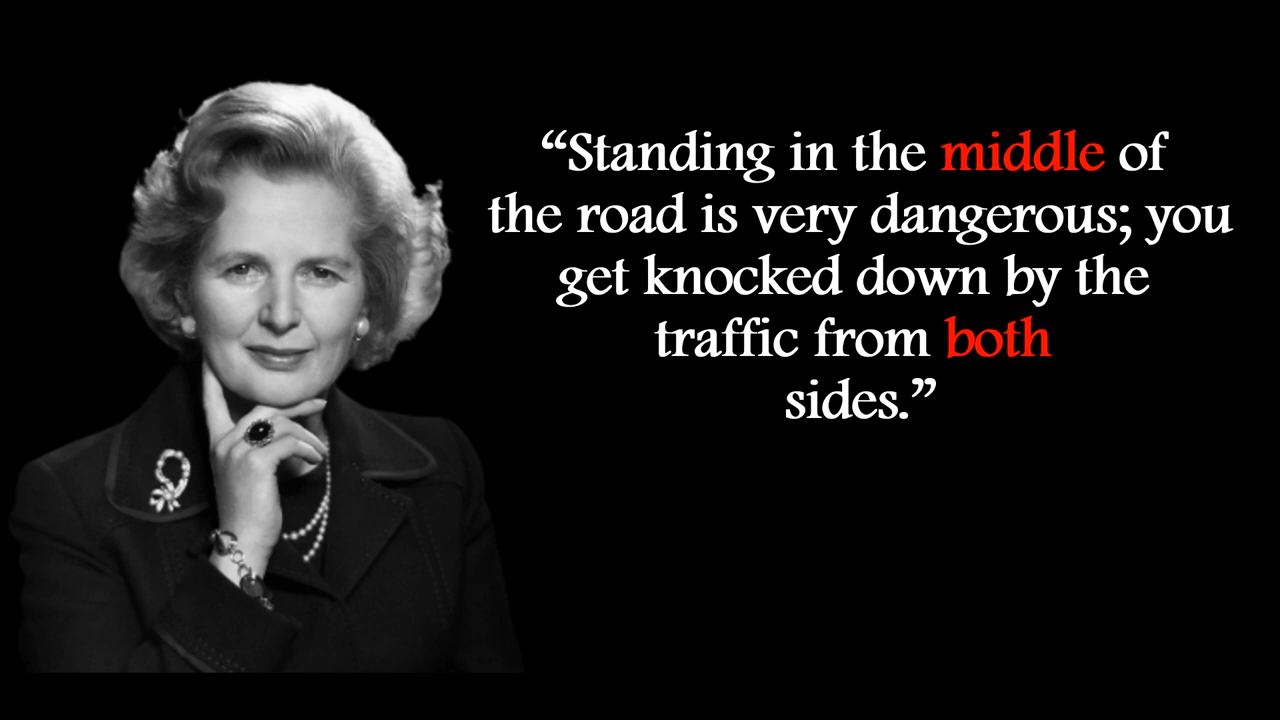 “Standing in the middle of
the road is very dangerous; you
get knocked down by the
traffic from both
sides.”